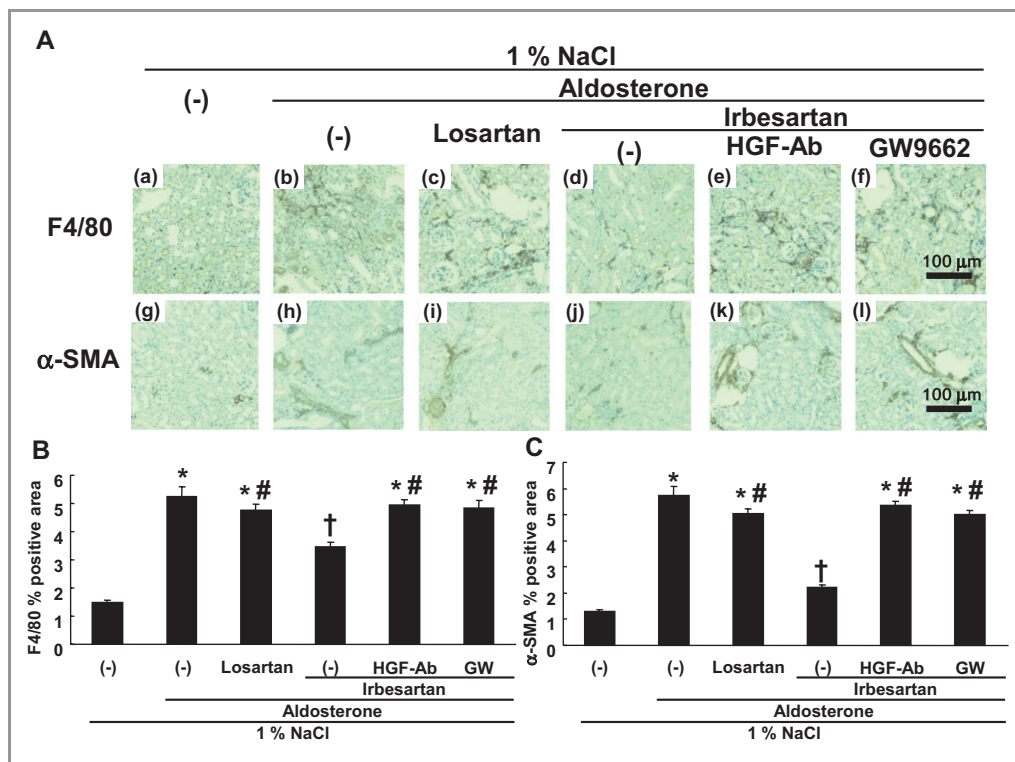 A
1 % NaCl
(-)
Aldosterone
(-)
Losartan
Irbesartan
(-)
HGF-Ab
GW9662
F4/80
(a)
(b)
(c)
(d)
(e)
(f)
100 μm
α-SMA
(g)
(h)
(i)
(j)
(k)
(l)
100 μm
B
F4/80 % positive area
6
5
4
3
2
1
0
*
* #
†
* #
* #
(-)
(-)
Losartan
(-)
HGF-Ab
GW
Irbesartan
Aldosterone
1 % NaCl
C
α-SMA % positive area
7
6
5
4
3
2
1
0
*
* #
†
* #
* #
(-)
(-)
Losartan
(-)
HGF-Ab
GW
Irbesartan
Aldosterone
1 % NaCl